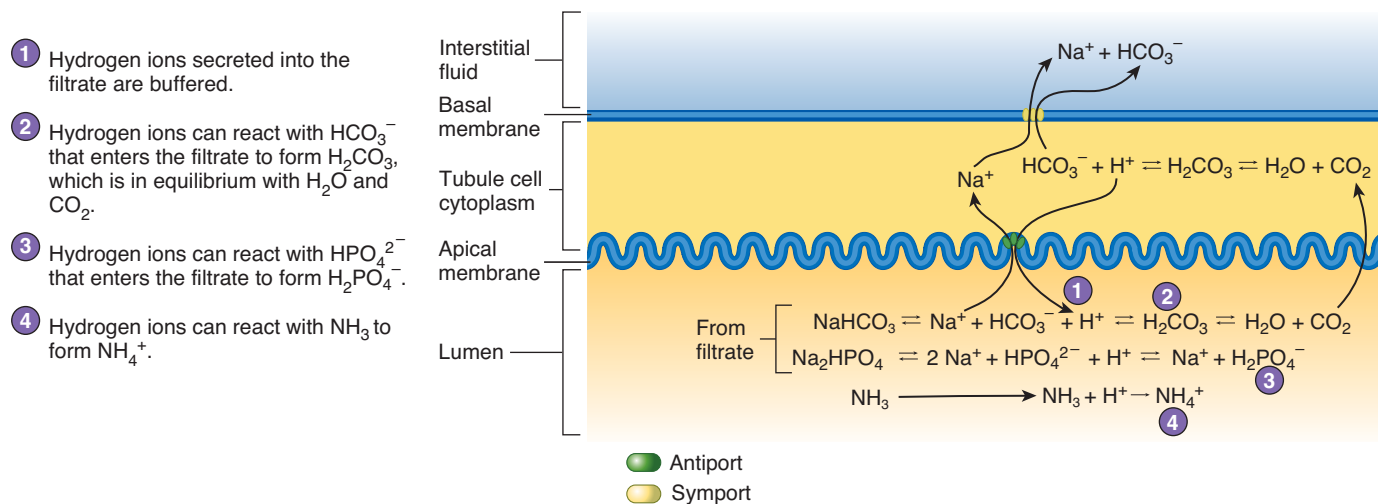 1 Hydrogen ions secreted into the
filtrate are buffered.
2 Hydrogen ions can react with HCO₃⁻
that enters the filtrate to form H₂CO₃,
which is in equilibrium with H₂O and
CO₂.
3 Hydrogen ions can react with HPO₄²⁻
that enters the filtrate to form H₂PO₄⁻.
4 Hydrogen ions can react with NH₃ to
form NH₄⁺.
Interstitial
fluid
Basal
membrane
Tubule cell
cytoplasm
Apical
membrane
Lumen
Na⁺ + HCO₃⁻
Na⁺
HCO₃⁻ + H⁺ ⇌ H₂CO₃ ⇌ H₂O + CO₂
1
2
From
filtrate
NaHCO₃ ⇌ Na⁺ + HCO₃⁻ + H⁺ ⇌ H₂CO₃ ⇌ H₂O + CO₂
Na₂HPO₄ ⇌ 2 Na⁺ + HPO₄²⁻ + H⁺ ⇌ Na⁺ + H₂PO₄⁻
3
NH₃ → NH₃ + H⁺ → NH₄⁺
4
Antiport
Symport